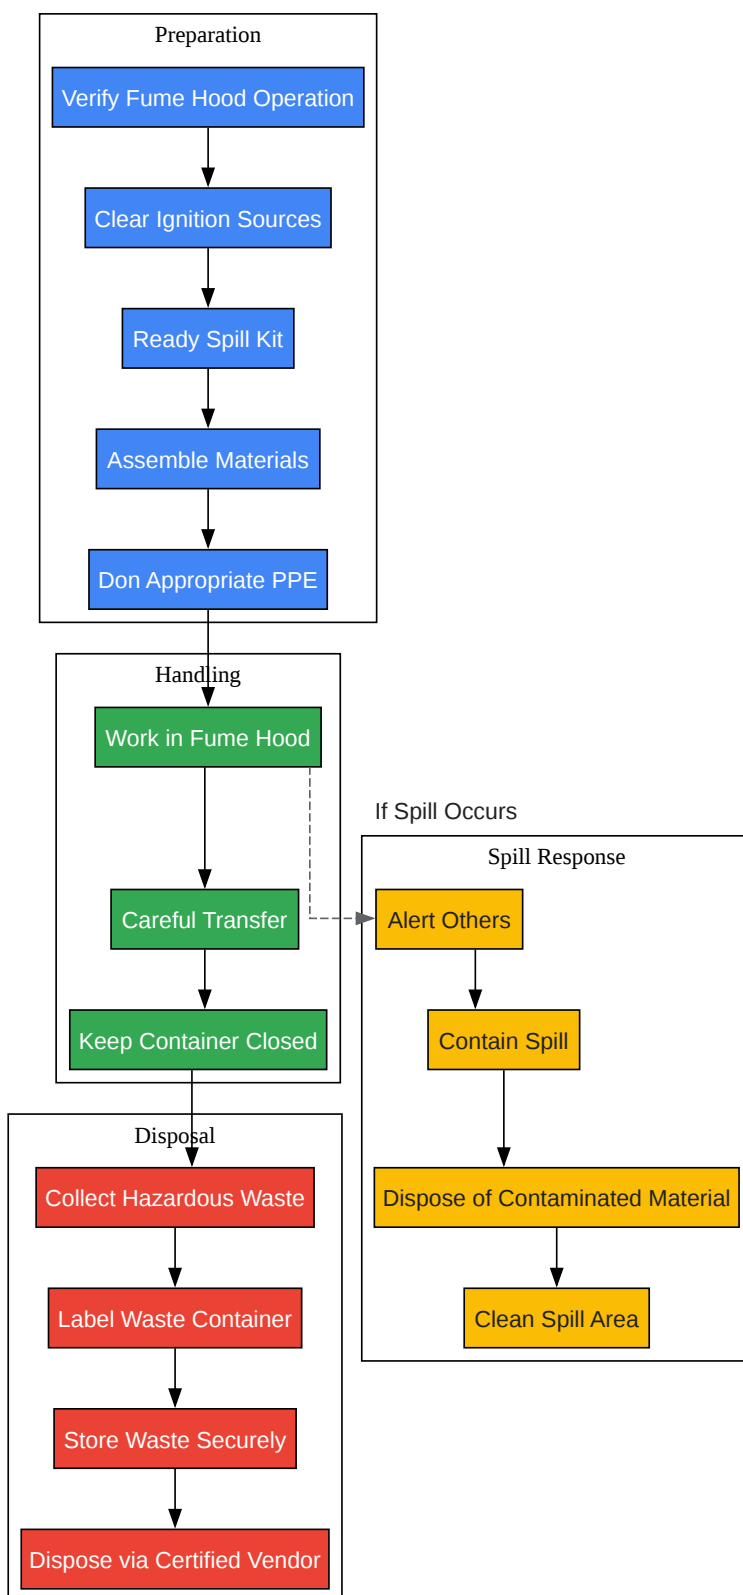 Preparation
Verify Fume Hood Operation
Clear Ignition Sources
Ready Spill Kit
Assemble Materials
Don Appropriate PPE
Handling
Work in Fume Hood
Careful Transfer
Keep Container Closed
If Spill Occurs
Spill Response
Alert Others
Contain Spill
Dispose of Contaminated Material
Clean Spill Area
Disposal
Collect Hazardous Waste
Label Waste Container
Store Waste Securely
Dispose via Certified Vendor